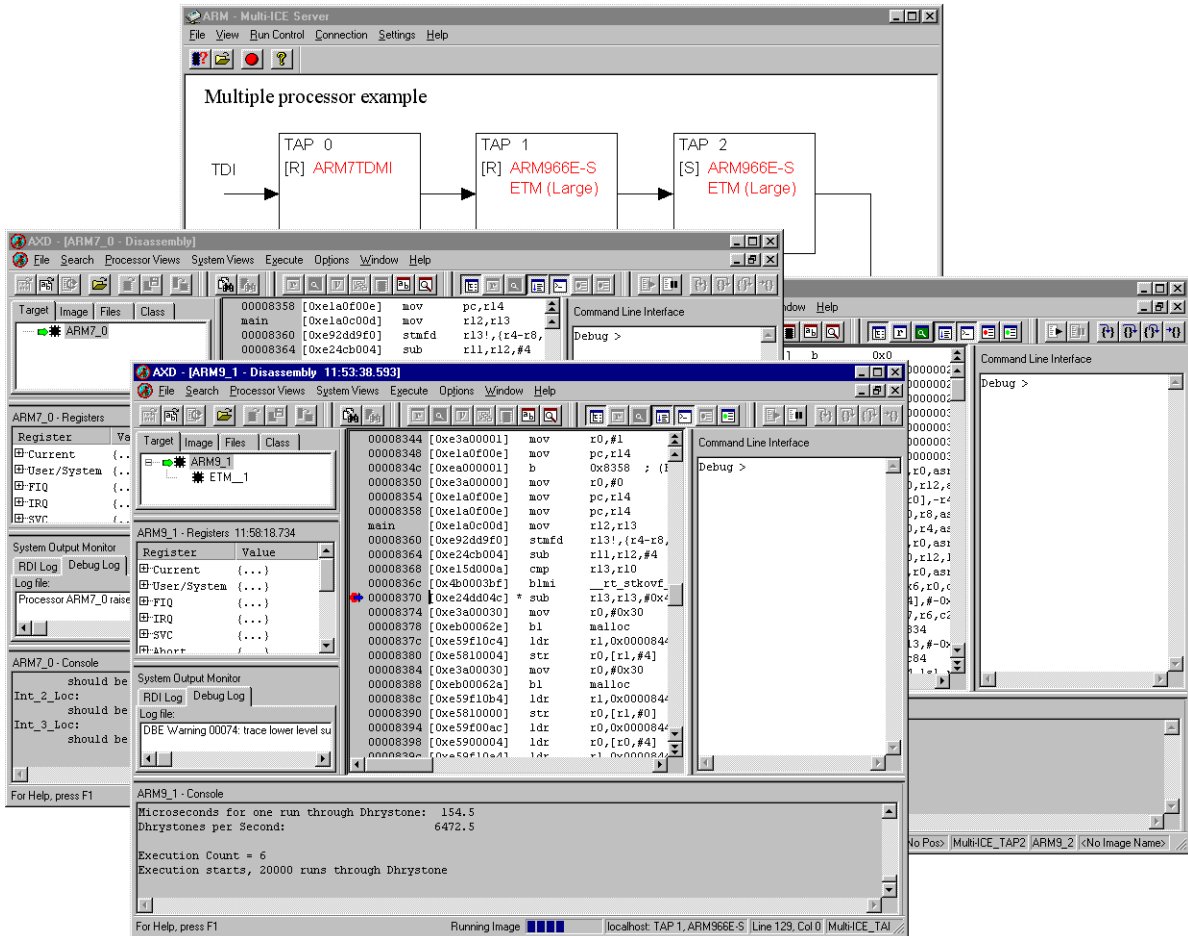 ARM - Multi-ICE Server
File View Run Control Connection Settings Help
Multiple processor example
TDI
TAP 0
[R] ARM7TDMI
TAP 1
[R] ARM966E-S
ETM (Large)
TAP 2
[S] ARM966E-S
ETM (Large)
AXD - [ARM7_0 - Disassembly]
File Search Processor Views System Views Execute Options Window Help
Target Image Files Class
ARM7_0
00008358 [0xe1a0f00e] mov pc,r14
main [0xe1a0c00d] mov r12,r13
00008360 [0xe92dd9f0] stmfd r13!,{r4-r8,
00008364 [0xe24cb004] sub r11,r12,#4
Command Line Interface
Debug >
ARM7_0 - Registers
Register
Current {..
User/System {..
FIQ {..
IRQ {..
SVC {..
System Output Monitor
RDI Log Debug Log
Log file:
Processor ARM7_0 raise
ARM7_0 - Console
should be
Int_2_Loc:
should be
Int_3_Loc:
should be
For Help, press F1
Help
b 0x0
Command Line Interface
Debug >
No Pos> Multi-ICE_TAP2 ARM9_2 <No Image Name>
AXD - [ARM9_1 - Disassembly 11:53:38.593]
File Search Processor Views System Views Execute Options Window Help
Target Image Files Class
ARM9_1
ETM__1
ARM9_1 - Registers 11:58:18.734
Register Value
Current {...}
User/System {...}
FIQ {...}
IRQ {...}
SVC {...}
Abort {...}
System Output Monitor
RDI Log Debug Log
Log file:
DBE Warning 00074: trace lower level su
00008344 [0xe3a00001] mov r0,#1
00008348 [0xe1a0f00e] mov pc,r14
0000834c [0xea000001] b 0x8358 ; (
00008350 [0xe3a00000] mov r0,#0
00008354 [0xe1a0f00e] mov pc,r14
00008358 [0xe1a0f00e] mov pc,r14
main [0xe1a0c00d] mov r12,r13
00008360 [0xe92dd9f0] stmfd r13!,{r4-r8,
00008364 [0xe24cb004] sub r11,r12,#4
00008368 [0xe15d000a] cmp r13,r10
0000836c [0x4b0003bf] blmi __rt_stkovf_
00008370 [0xe24dd04c] * sub r13,r13,#0x4
00008374 [0xe3a00030] mov r0,#0x30
00008378 [0xeb00062e] bl malloc
0000837c [0xe59f10c4] ldr r1,0x0000844
00008380 [0xe5810004] str r0,[r1,#4]
00008384 [0xe3a00030] mov r0,#0x30
00008388 [0xeb00062a] bl malloc
0000838c [0xe59f10b4] ldr r1,0x0000844
00008390 [0xe5810000] str r0,[r1,#0]
00008394 [0xe59f00ac] ldr r0,0x0000844
00008398 [0xe5900004] ldr r0,[r0,#4]
0000839c [0xe59f10a4] ldr r1,0x0000844
Command Line Interface
Debug >
ARM9_1 - Console
Microseconds for one run through Dhrystone: 154.5
Dhrystones per Second: 6472.5
Execution Count = 6
Execution starts, 20000 runs through Dhrystone
For Help, press F1
Running Image
localhost: TAP 1, ARM966E-S Line 129, Col 0 Multi-ICE_TAI